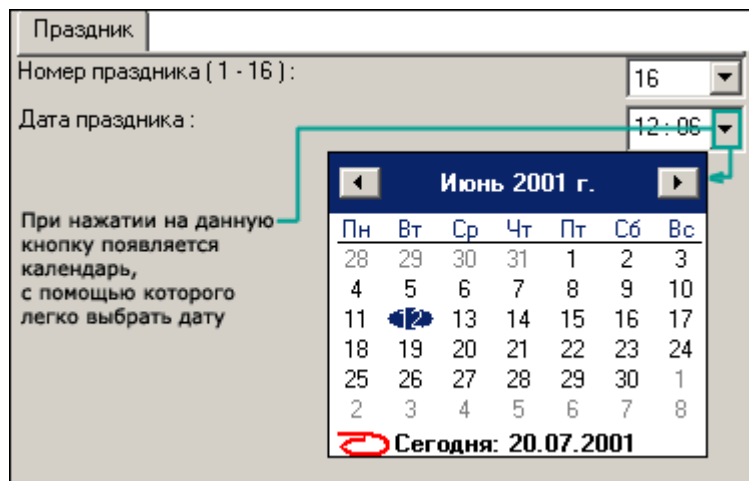 Праздник
Номер праздника ( 1 - 16 ) :
16
Дата праздника :
12 : 06
Июнь 2001 г.
При нажатии на данную
кнопку появляется
календарь,
с помощью которого
легко выбрать дату
Пн Вт Ср Чт Пт Сб Вс
28 29 30 31 1 2 3
4 5 6 7 8 9 10
11 12 13 14 15 16 17
18 19 20 21 22 23 24
25 26 27 28 29 30 1
2 3 4 5 6 7 8
Сегодня: 20.07.2001